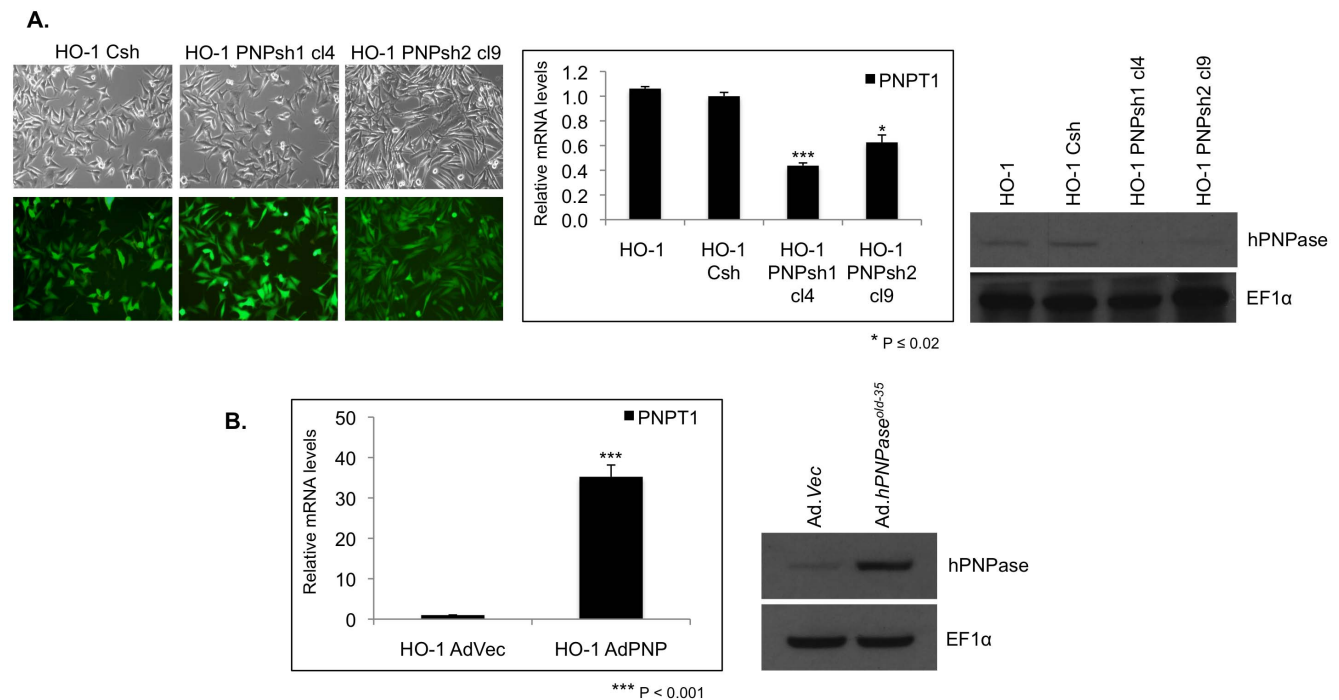 A.
HO-1 Csh
HO-1 PNPsh1 cl4
HO-1 PNPsh2 cl9
Relative mRNA levels
1.2
1.0
0.8
0.6
0.4
0.2
0.0
PNPT1
***
*
HO-1
HO-1 Csh
HO-1 PNPsh1 cl4
HO-1 PNPsh2 cl9
* P ≤ 0.02
HO-1
HO-1 Csh
HO-1 PNPsh1 cl4
HO-1 PNPsh2 cl9
hPNPase
EF1α
B.
Relative mRNA levels
50
40
30
20
10
0
PNPT1
***
HO-1 AdVec
HO-1 AdPNP
*** P < 0.001
Ad.Vec
Ad.hPNPase^old-35
hPNPase
EF1α